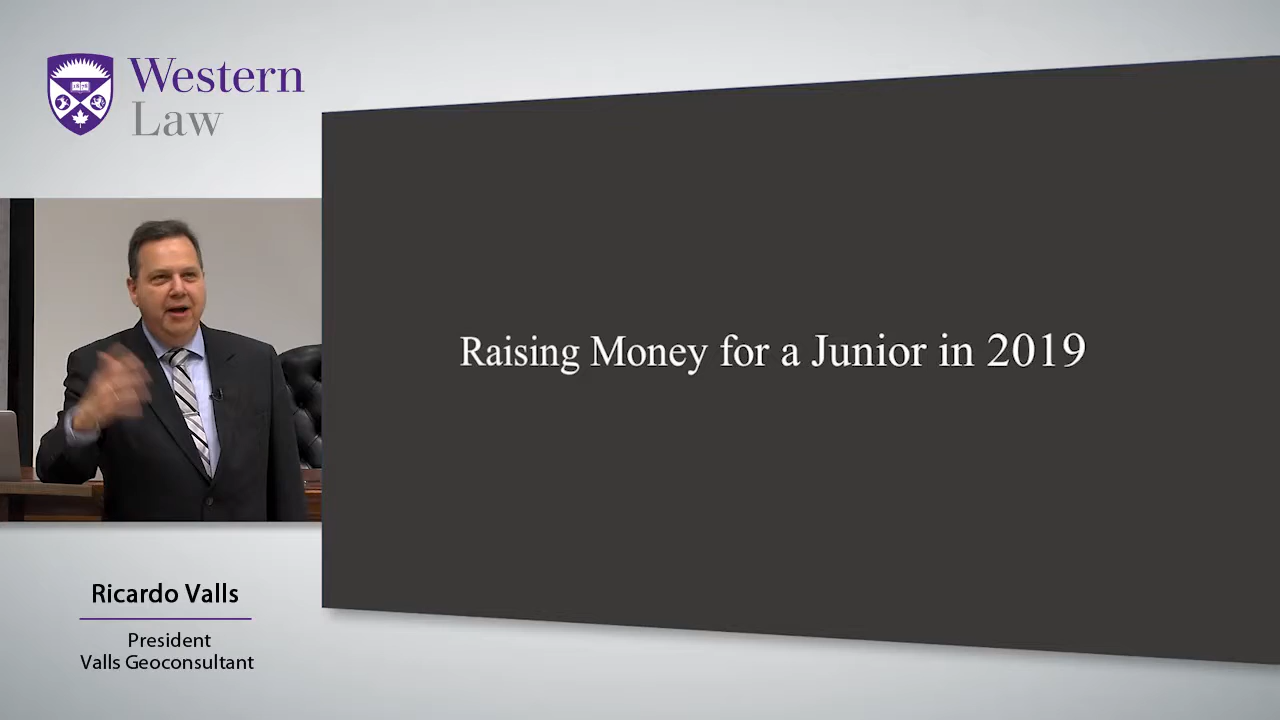 Western
Law
Raising Money for a Junior in 2019
Ricardo Valls
President
Valls Geoconsultant